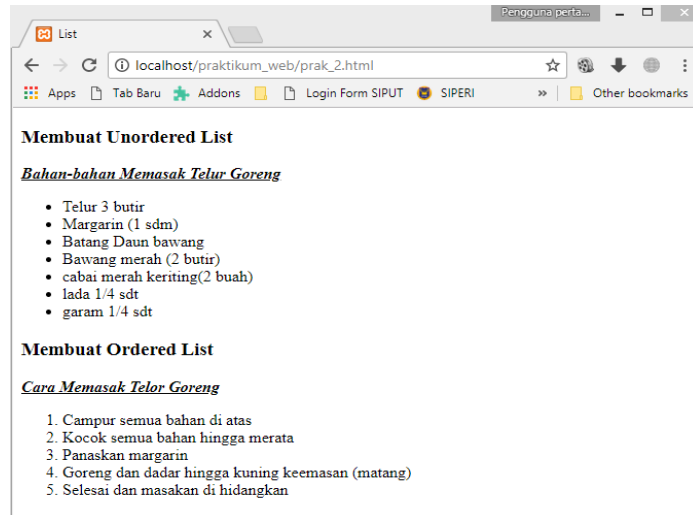 Pengguna perta...
List
localhost/praktikum_web/prak_2.html
Apps Tab Baru Addons Login Form SIPUT SIPERI » Other bookmarks
Membuat Unordered List
Bahan-bahan Memasak Telur Goreng
• Telur 3 butir
• Margarin (1 sdm)
• Batang Daun bawang
• Bawang merah (2 butir)
• cabai merah keriting(2 buah)
• lada 1/4 sdt
• garam 1/4 sdt
Membuat Ordered List
Cara Memasak Telor Goreng
1. Campur semua bahan di atas
2. Kocok semua bahan hingga merata
3. Panaskan margarin
4. Goreng dan dadar hingga kuning keemasan (matang)
5. Selesai dan masakan di hidangkan